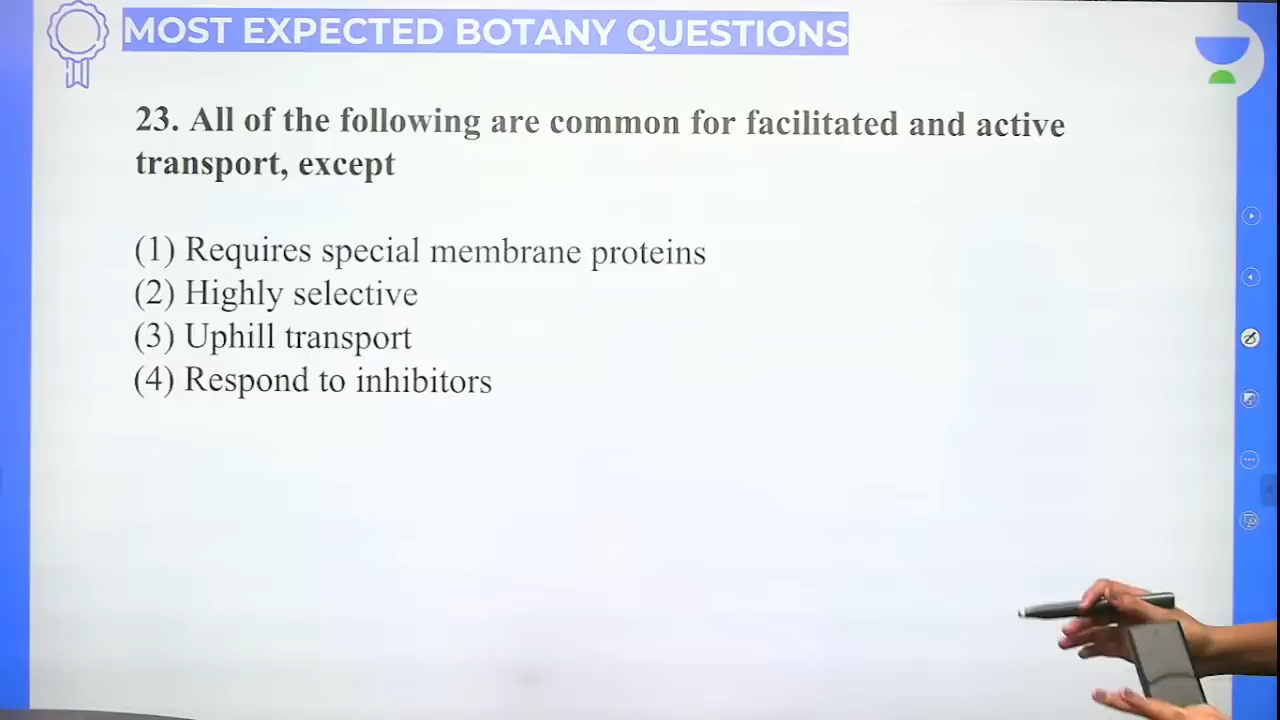 MOST EXPECTED BOTANY QUESTIONS
23. All of the following are common for facilitated and active
transport, except
(1) Requires special membrane proteins
(2) Highly selective
(3) Uphill transport
(4) Respond to inhibitors